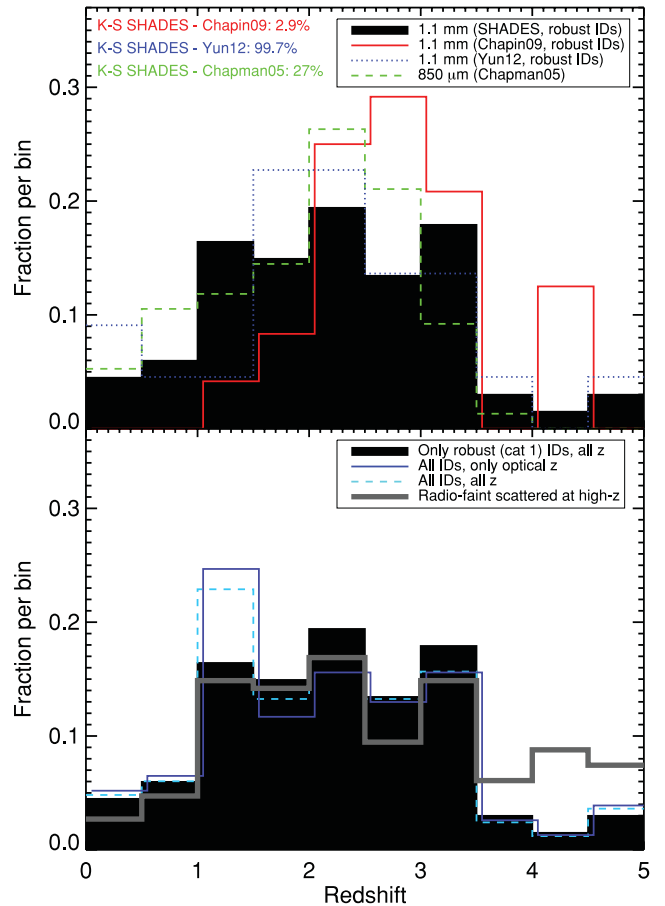 K-S SHADES - Chapin09: 2.9%
K-S SHADES - Yun12: 99.7%
K-S SHADES - Chapman05: 27%
1.1 mm (SHADES, robust IDs)
1.1 mm (Chapin09, robust IDs)
1.1 mm (Yun12, robust IDs)
850 μm (Chapman05)
Fraction per bin
0.3
0.2
0.1
0.0
Only robust (cat 1) IDs, all z
All IDs, only optical z
All IDs, all z
Radio-faint scattered at high-z
Fraction per bin
0.3
0.2
0.1
0.0
0 1 2 3 4 5
Redshift